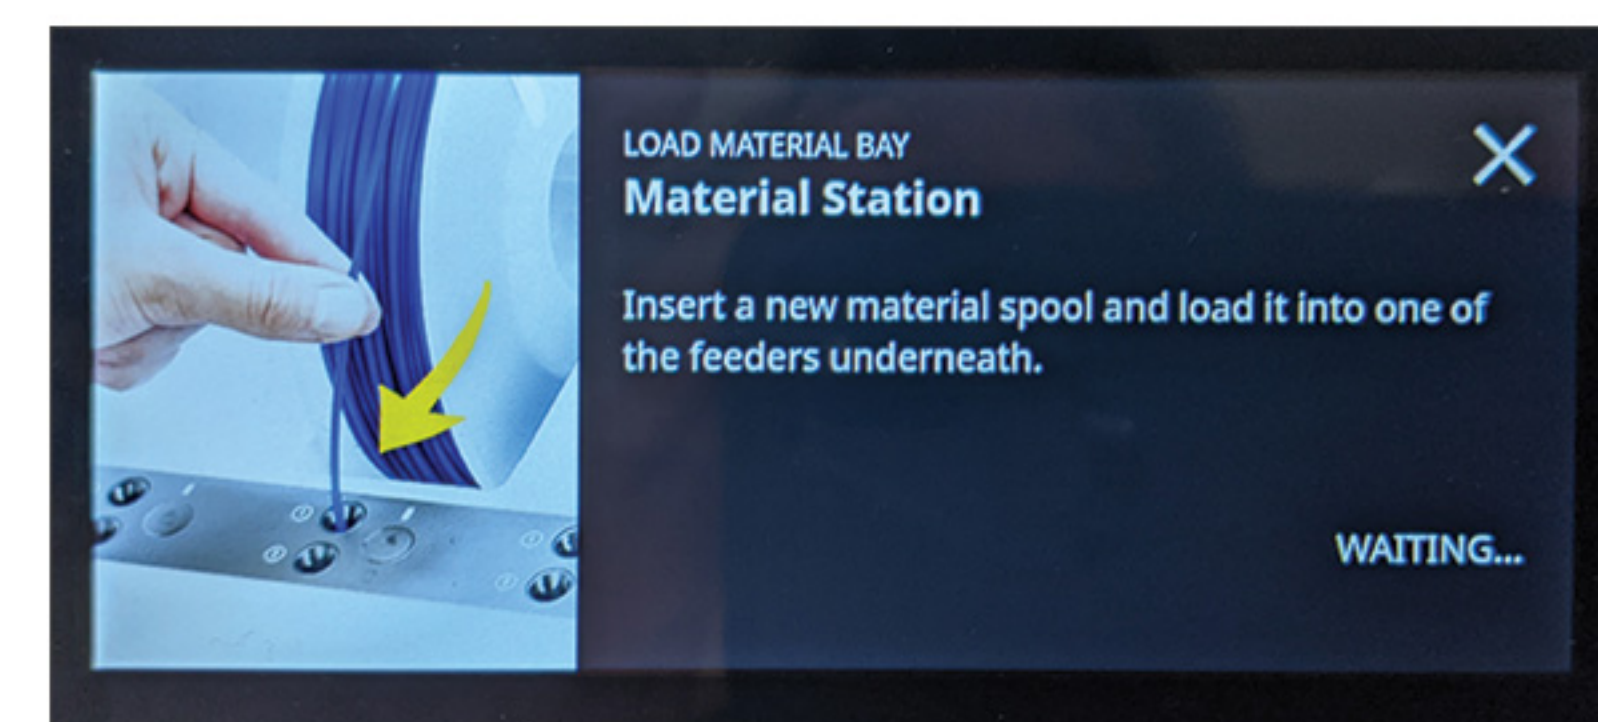 LOAD MATERIAL BAY
Material Station
Insert a new material spool and load it into one of
the feeders underneath.
WAITING...